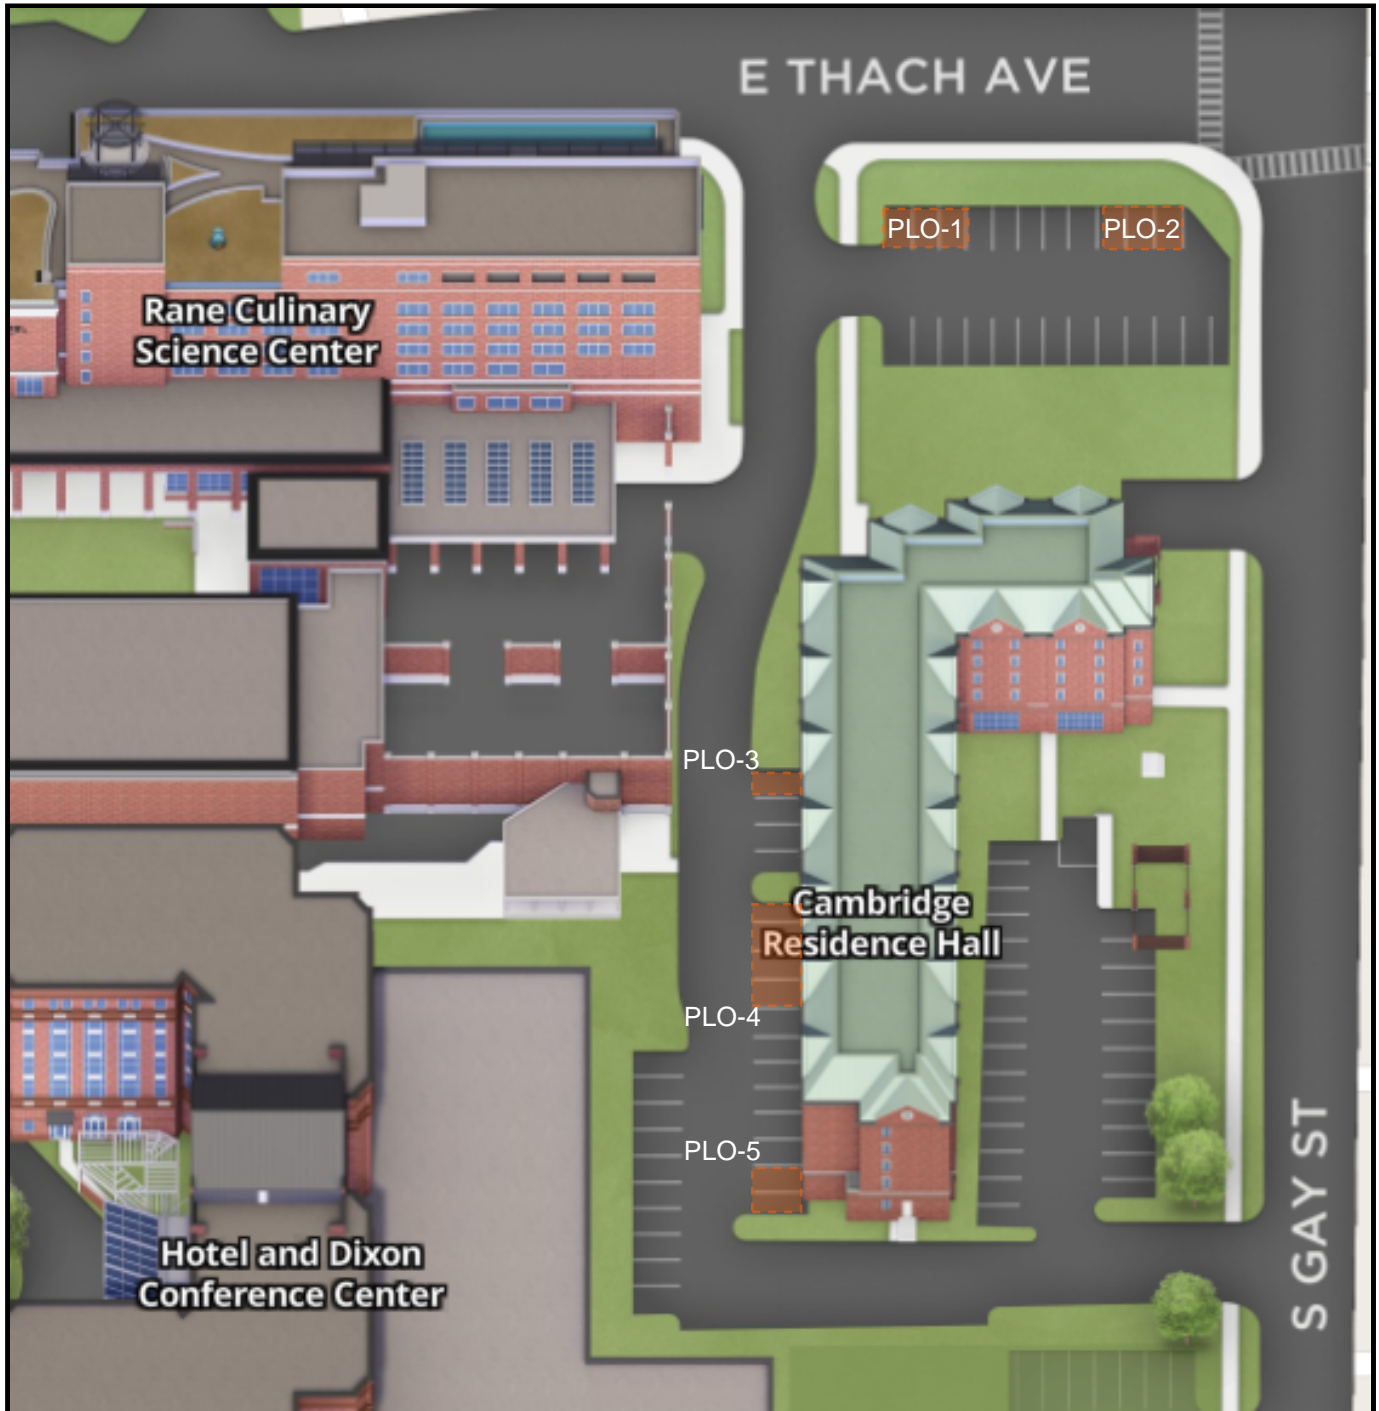 E THACH AVE
PLO-1
PLO-2
Rane Culinary
Science Center
PLO-3
Cambridge
Residence Hall
PLO-4
PLO-5
S GAY ST
Hotel and Dixon
Conference Center